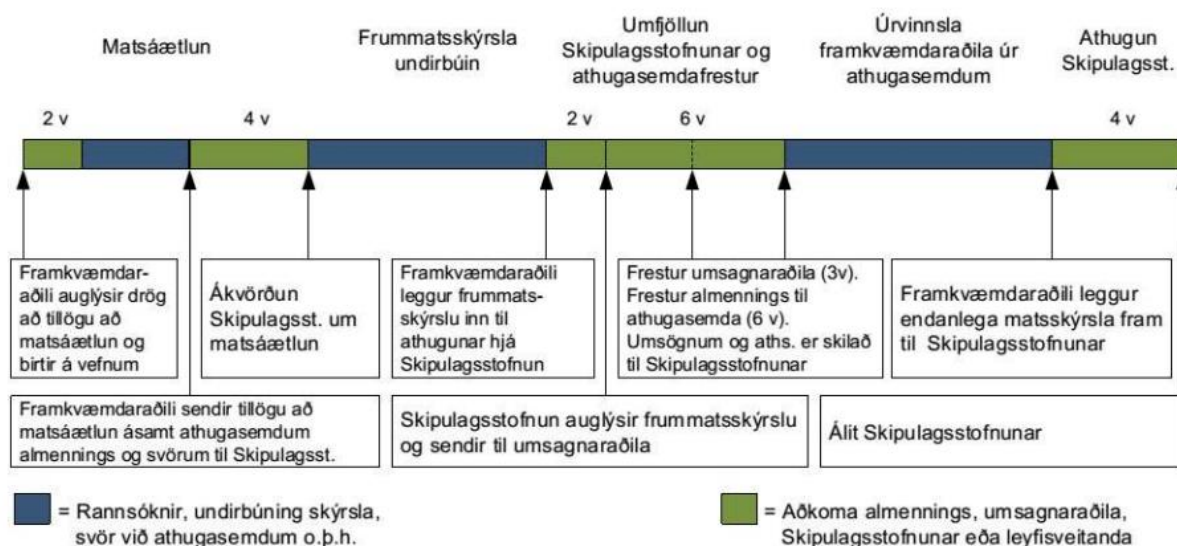 Matsáætlun
Frummatsskýrsla
undirbúin
Umfjöllun
Skipulagsstofnunar og
athugasemdafrestur
Úrvinnsla
framkvæmdaraðila úr
athugasemdum
Athugun
Skipulagsst.
2 v
4 v
2 v
6 v
4 v
Framkvæmdar-
aðili auglýsir drög
að tillögu að
matsáætlun og
birtir á vefnum
Ákvörðun
Skipulagsst. um
matsáætlun
Framkvæmdaraðili
leggur frummats-
skýrslu inn til
athugunar hjá
Skipulagsstofnun
Frestur umsagnaraðila (3v).
Frestur almennings til
athugasemda (6 v).
Umsögnum og aths. er skilað
til Skipulagsstofnunar
Framkvæmdaraðili leggur
endanlega matsskýrsla fram
til Skipulagsstofnunar
Framkvæmdaraðili sendir tillögu að
matsáætlun ásamt athugasemdum
almennings og svörum til Skipulagsst.
Skipulagsstofnun auglýsir frummatsskýrslu
og sendir til umsagnaraðila
Álit Skipulagsstofnunar
= Rannsóknir, undirbúning skýrsla,
svör við athugasemdum o.þ.h.
= Aðkoma almennings, umsagnaraðila,
Skipulagsstofnunar eða leyfisveitanda